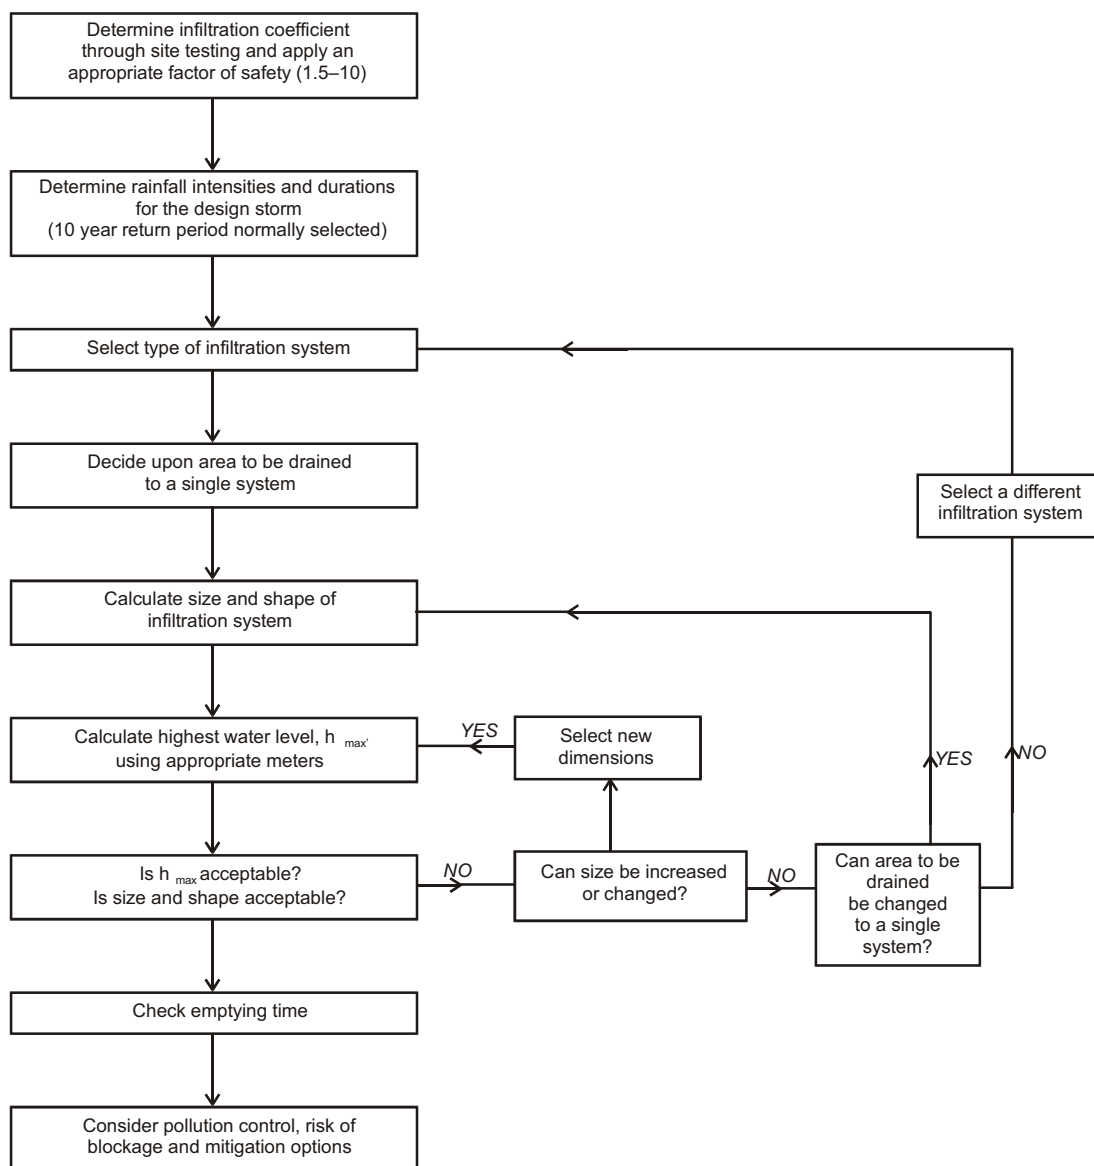 Determine infiltration coefficient
through site testing and apply an
appropriate factor of safety (1.5–10)
Determine rainfall intensities and durations
for the design storm
(10 year return period normally selected)
Select type of infiltration system
Decide upon area to be drained
to a single system
Select a different
infiltration system
Calculate size and shape of
infiltration system
Calculate highest water level, h max'
using appropriate meters
YES
Select new
dimensions
YES
NO
Is h max acceptable?
Is size and shape acceptable?
NO
Can size be increased
or changed?
NO
Can area to be
drained
be changed
to a single
system?
Check emptying time
Consider pollution control, risk of
blockage and mitigation options